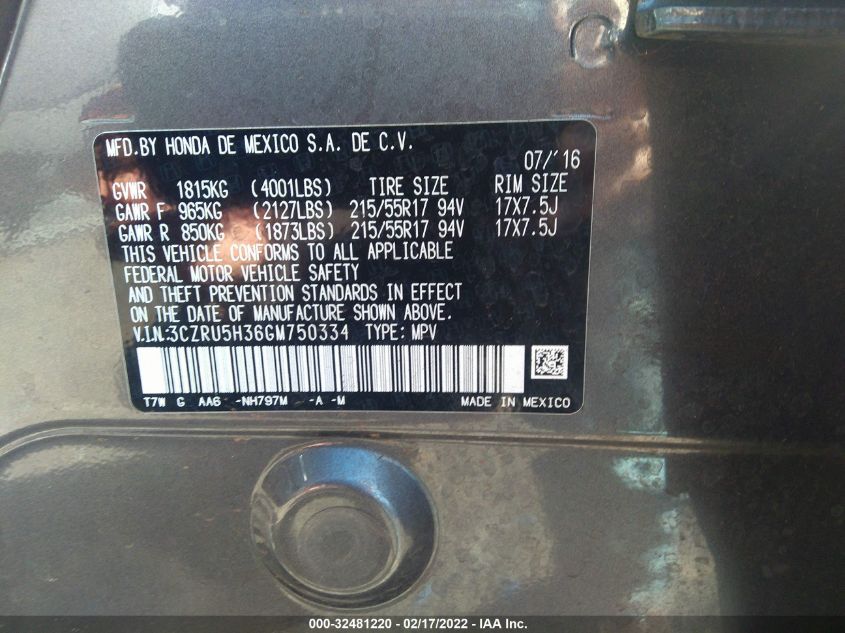 MFD. BY HONDA DE MEXICO S.A. DE C.V.
07/'16
GVWR 1815KG (4001LBS) TIRE SIZE RIM SIZE
GAWR F 965KG (2127LBS) 215/55R17 94V 17X7.5J
GAWR R 850KG (1873LBS) 215/55R17 94V 17X7.5J
THIS VEHICLE CONFORMS TO ALL APPLICABLE
FEDERAL MOTOR VEHICLE SAFETY
AND THEFT PREVENTION STANDARDS IN EFFECT
ON THE DATE OF MANUFACTURE SHOWN ABOVE.
V.I.N:3CZRU5H36GM750334 TYPE: MPV
T7W G AA6 -NH797M -A -M MADE IN MEXICO
000-32481220 - 02/17/2022 - IAA Inc.